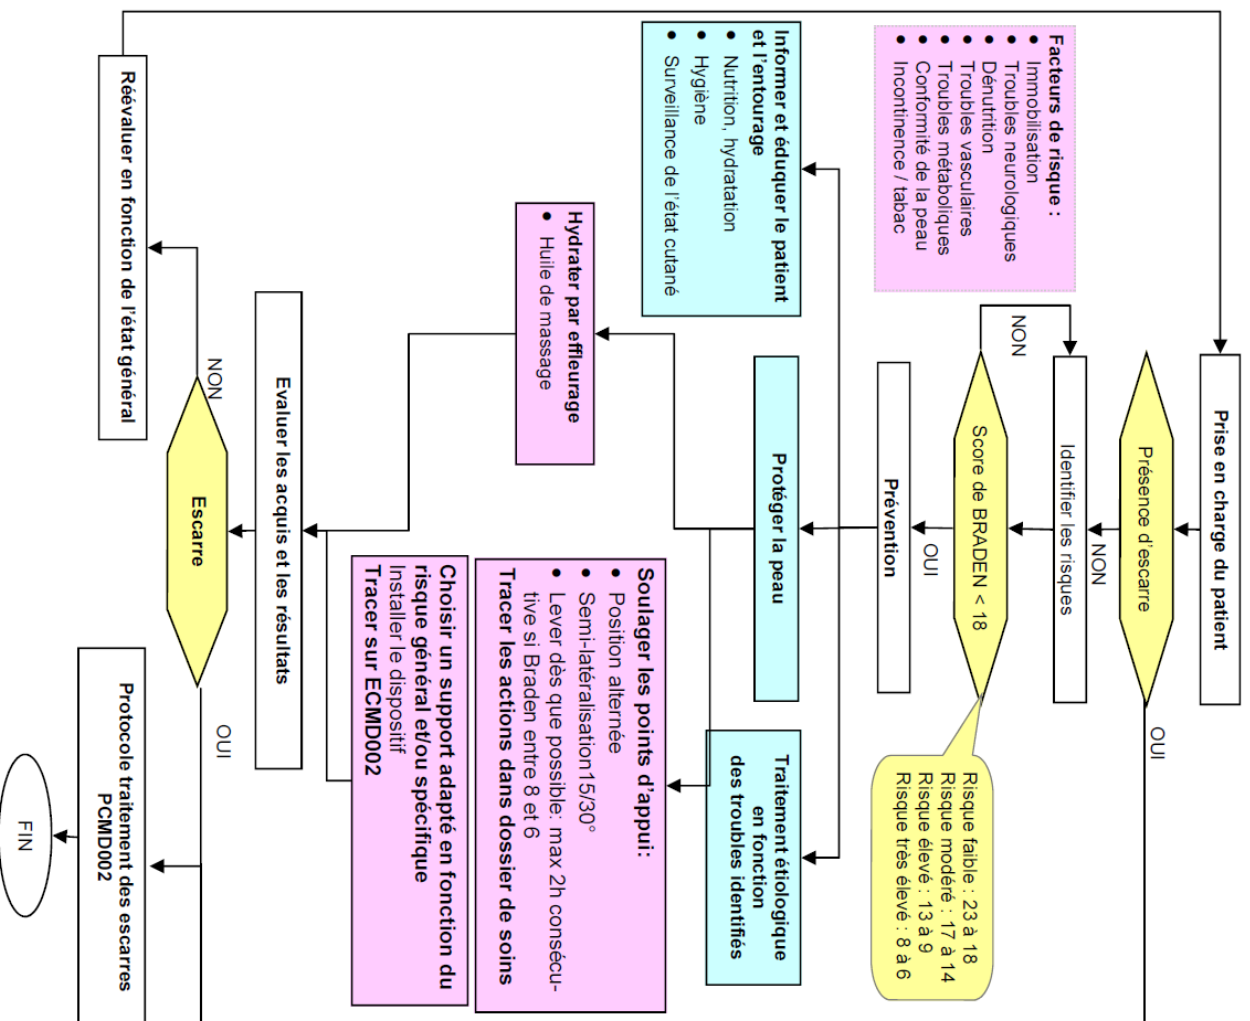 Prise en charge du patient
Présence d'escarre
OUI
NON
Facteurs de risque :
• Immobilisation
• Troubles neurologiques
• Dénutrition
• Troubles vasculaires
• Troubles métaboliques
• Conformité de la peau
• Incontinence / tabac
Identifier les risques
NON
Score de BRADEN < 18
OUI
Risque faible : 23 à 18
Risque modéré : 17 à 14
Risque élevé : 13 à 9
Risque très élevé : 8 à 6
Prévention
Informer et éduquer le patient
et l'entourage
• Nutrition, hydratation
• Hygiène
• Surveillance de l'état cutané
Protéger la peau
Traitement étiologique
en fonction
des troubles identifiés
Hydrater par effleurage
• Huile de massage
Soulager les points d'appui:
• Position alternée
• Semi-latéralisation15/30°
• Lever dès que possible: max 2h consécu-
tive si Braden entre 8 et 6
Tracer les actions dans dossier de soins
Choisir un support adapté en fonction du
risque général et/ou spécifique
Installer le dispositif
Tracer sur ECMD002
Evaluer les acquis et les résultats
NON
Escarre
OUI
Réévaluer en fonction de l'état général
Protocole traitement des escarres
PCMD002
FIN